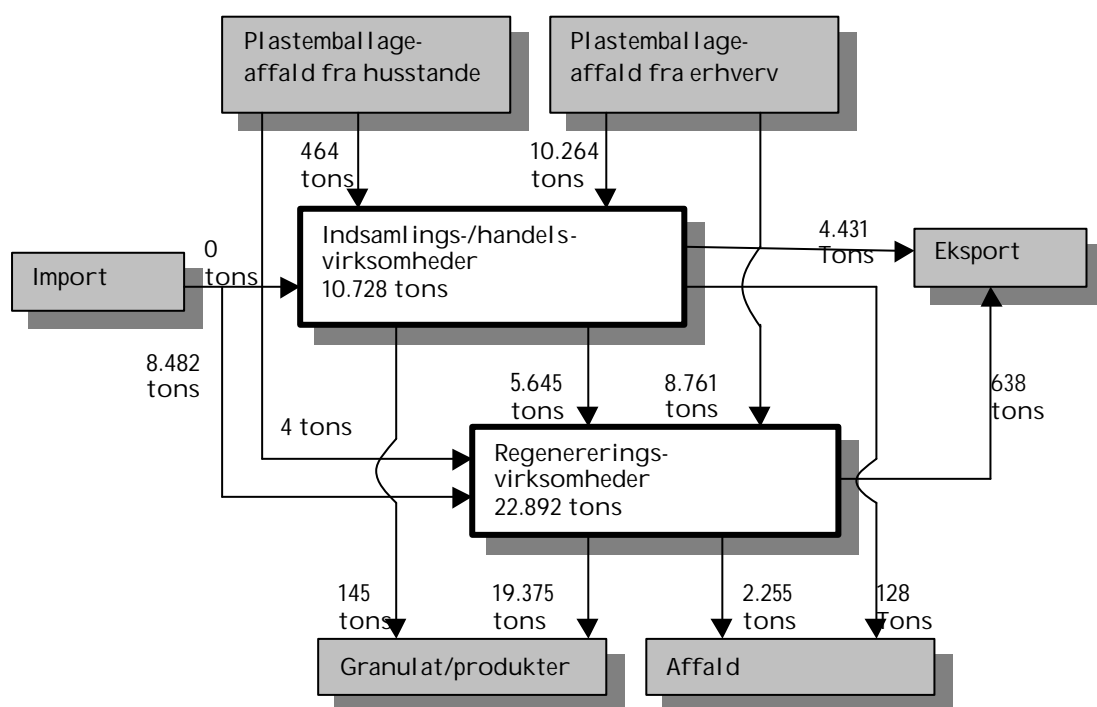 Plastemballage-
affald fra husstande
Plastemballage-
affald fra erhverv
464
tons
10.264
tons
Indsamlings-/handels-
virksomheder
10.728 tons
4.431
Tons
Eksport
0
tons
Import
8.482
tons
5.645
tons
8.761
tons
638
tons
4 tons
Regenererings-
virksomheder
22.892 tons
145
tons
19.375
tons
2.255
tons
128
Tons
Granulat/produkter
Affald